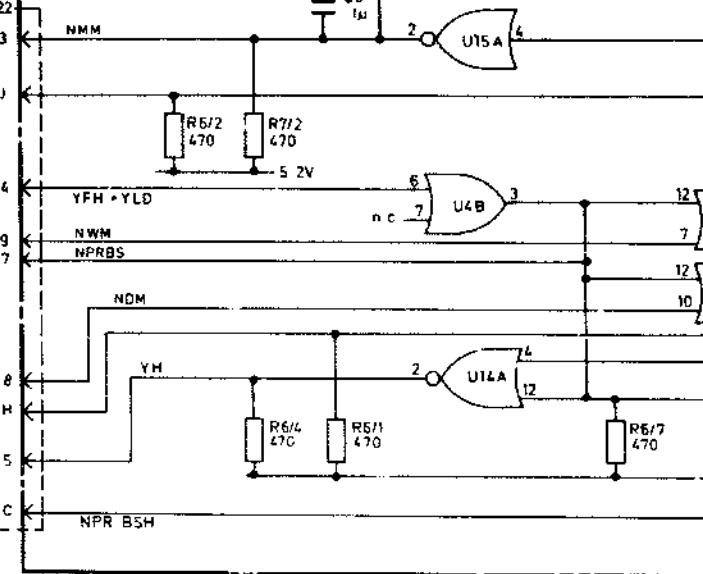 22
1µ
3
NMM
2
U15A
4
R6/2
470
R7/2
470
5 2V
4
YFH + YLD
6
n c
7
U4B
3
12
9
NWM
7
7
NPRBS
12
NDM
10
8
YH
2
U14A
4
H
12
R6/4
470
R6/1
470
R6/7
470
S
C
NPR BSH